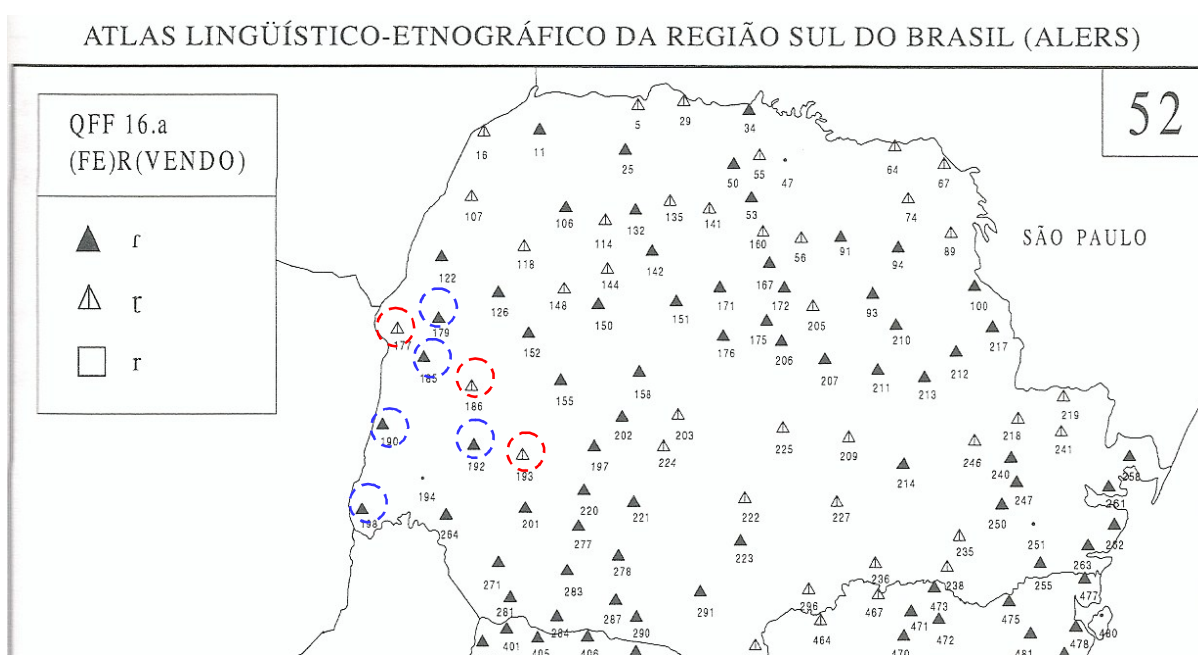 ATLAS LINGÜÍSTICO-ETNOGRÁFICO DA REGIÃO SUL DO BRASIL (ALERS)
52
QFF 16.a
(FE)R(VENDO)
ɾ
ɽ
r
SÃO PAULO
5 29 34
16 11 25 50 55 47 64 67
107 106 114 132 135 141 53 74
118 142 160 56 91 94 89
122 144 167
126 148 150 151 171 172 205 93 100
177 179 152 176 175 206 210 217
185 186 155 158 207 211 213 212
190 202 203 225 209 218 219
192 193 197 224 214 246 240 241 258
194 198 264 201 220 221 222 227 250 247 261
277 223 235 251 262
271 283 278 236 238 255 263
281 284 287 290 291 296 467 473 475 477
401 405 406 464 471 472 470 481 478 480